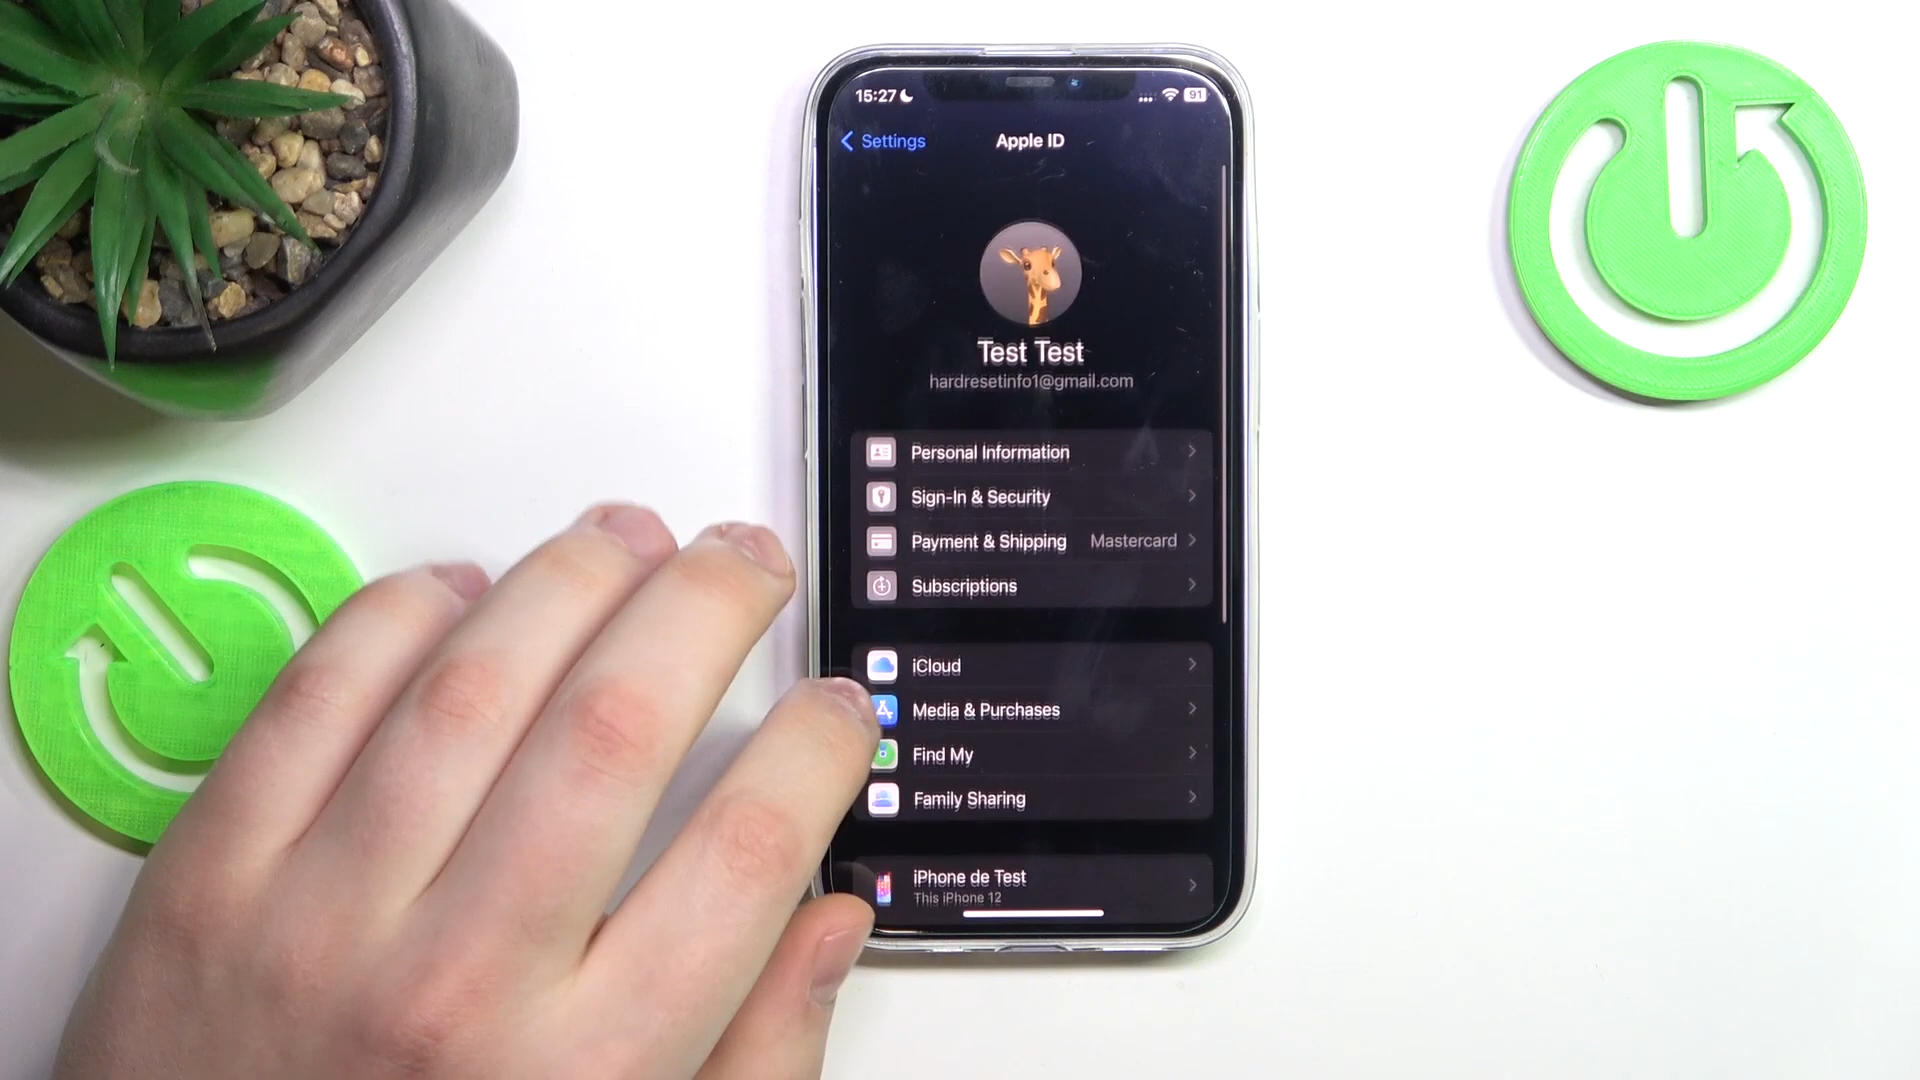 15:27
91
Settings
Apple ID
Test Test
hardresetinfo1@gmail.com
Personal Information
Sign-In & Security
Payment & Shipping Mastercard
Subscriptions
iCloud
Media & Purchases
Find My
Family Sharing
iPhone de Test
This iPhone 12